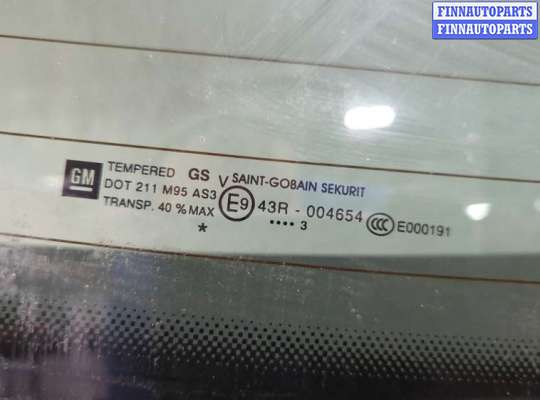 FINNAUTOPARTS
FINNAUTOPARTS
GM
TEMPERED GS V SAINT-GOBAIN SEKURIT
DOT 211 M95 AS3 E9 43R - 004654 CCC E000191
TRANSP. 40 % MAX
* •••• 3